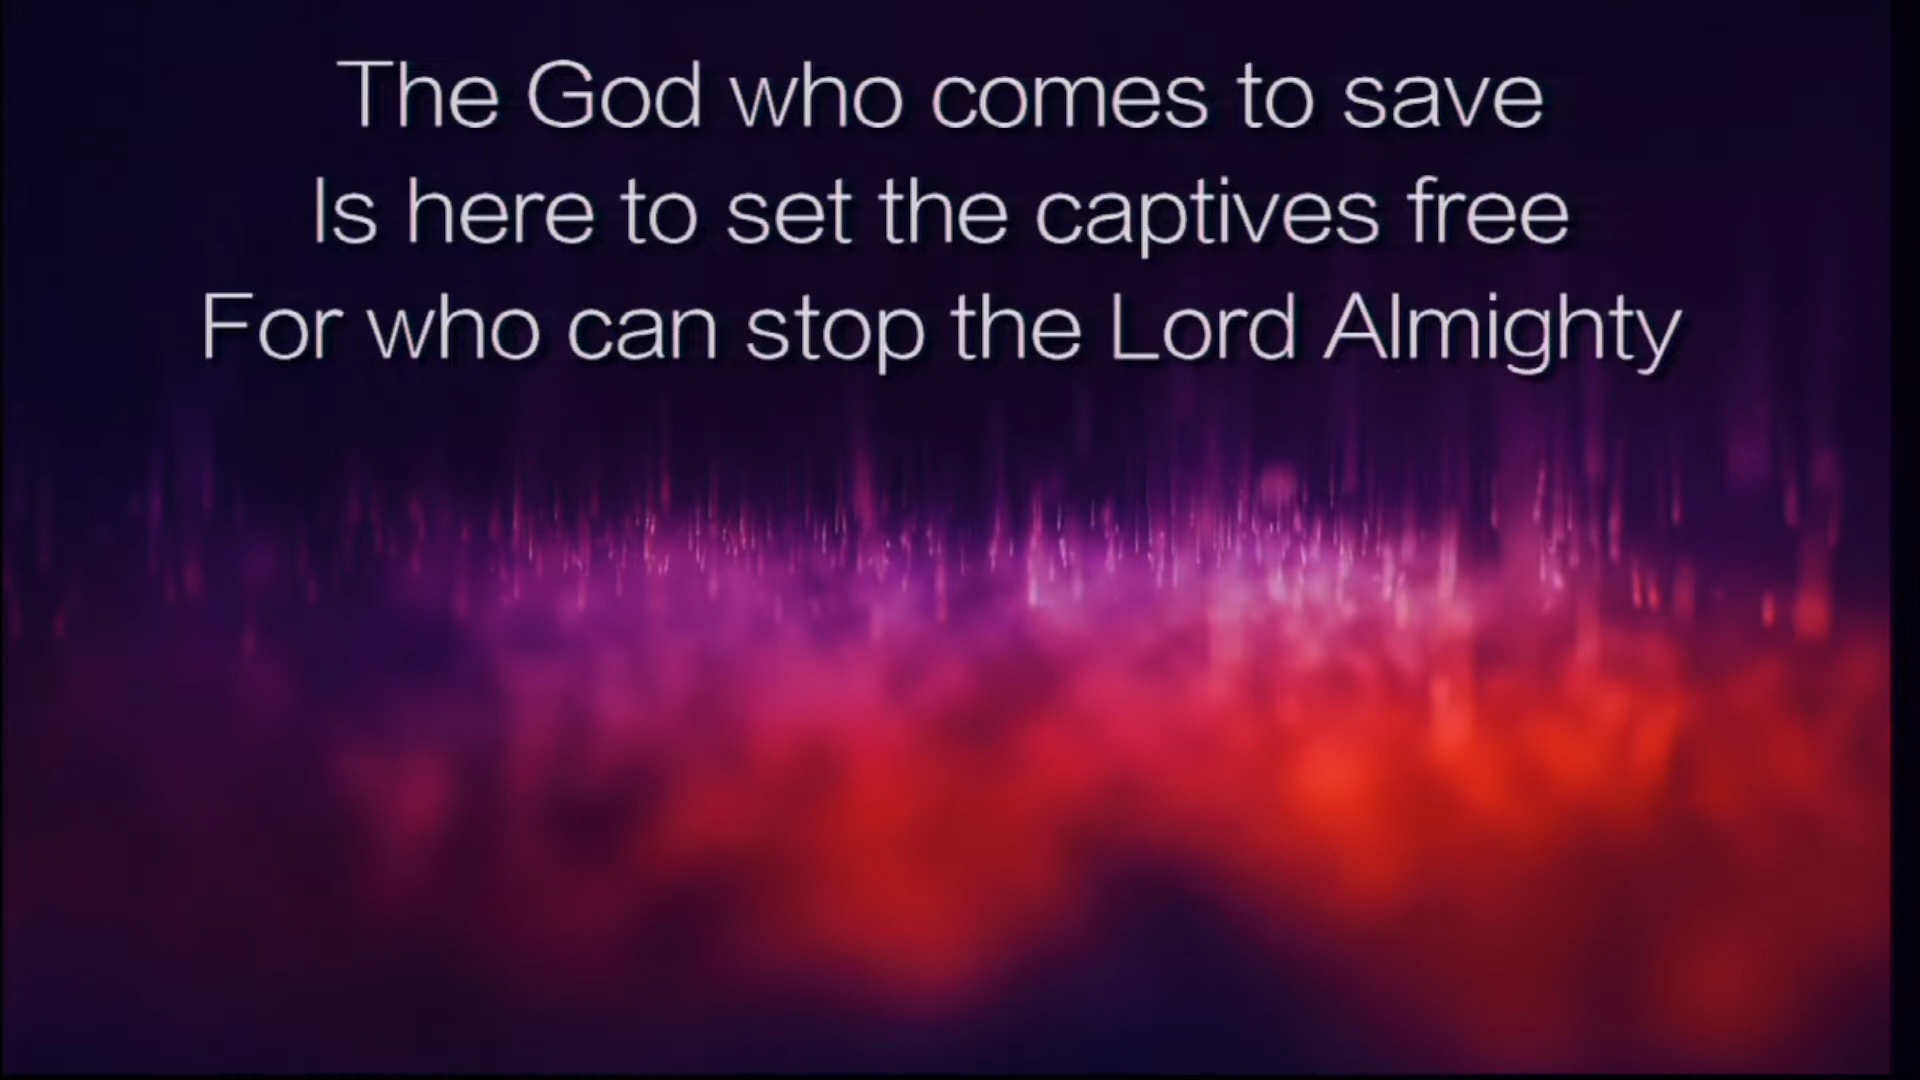 The God who comes to save
Is here to set the captives free
For who can stop the Lord Almighty